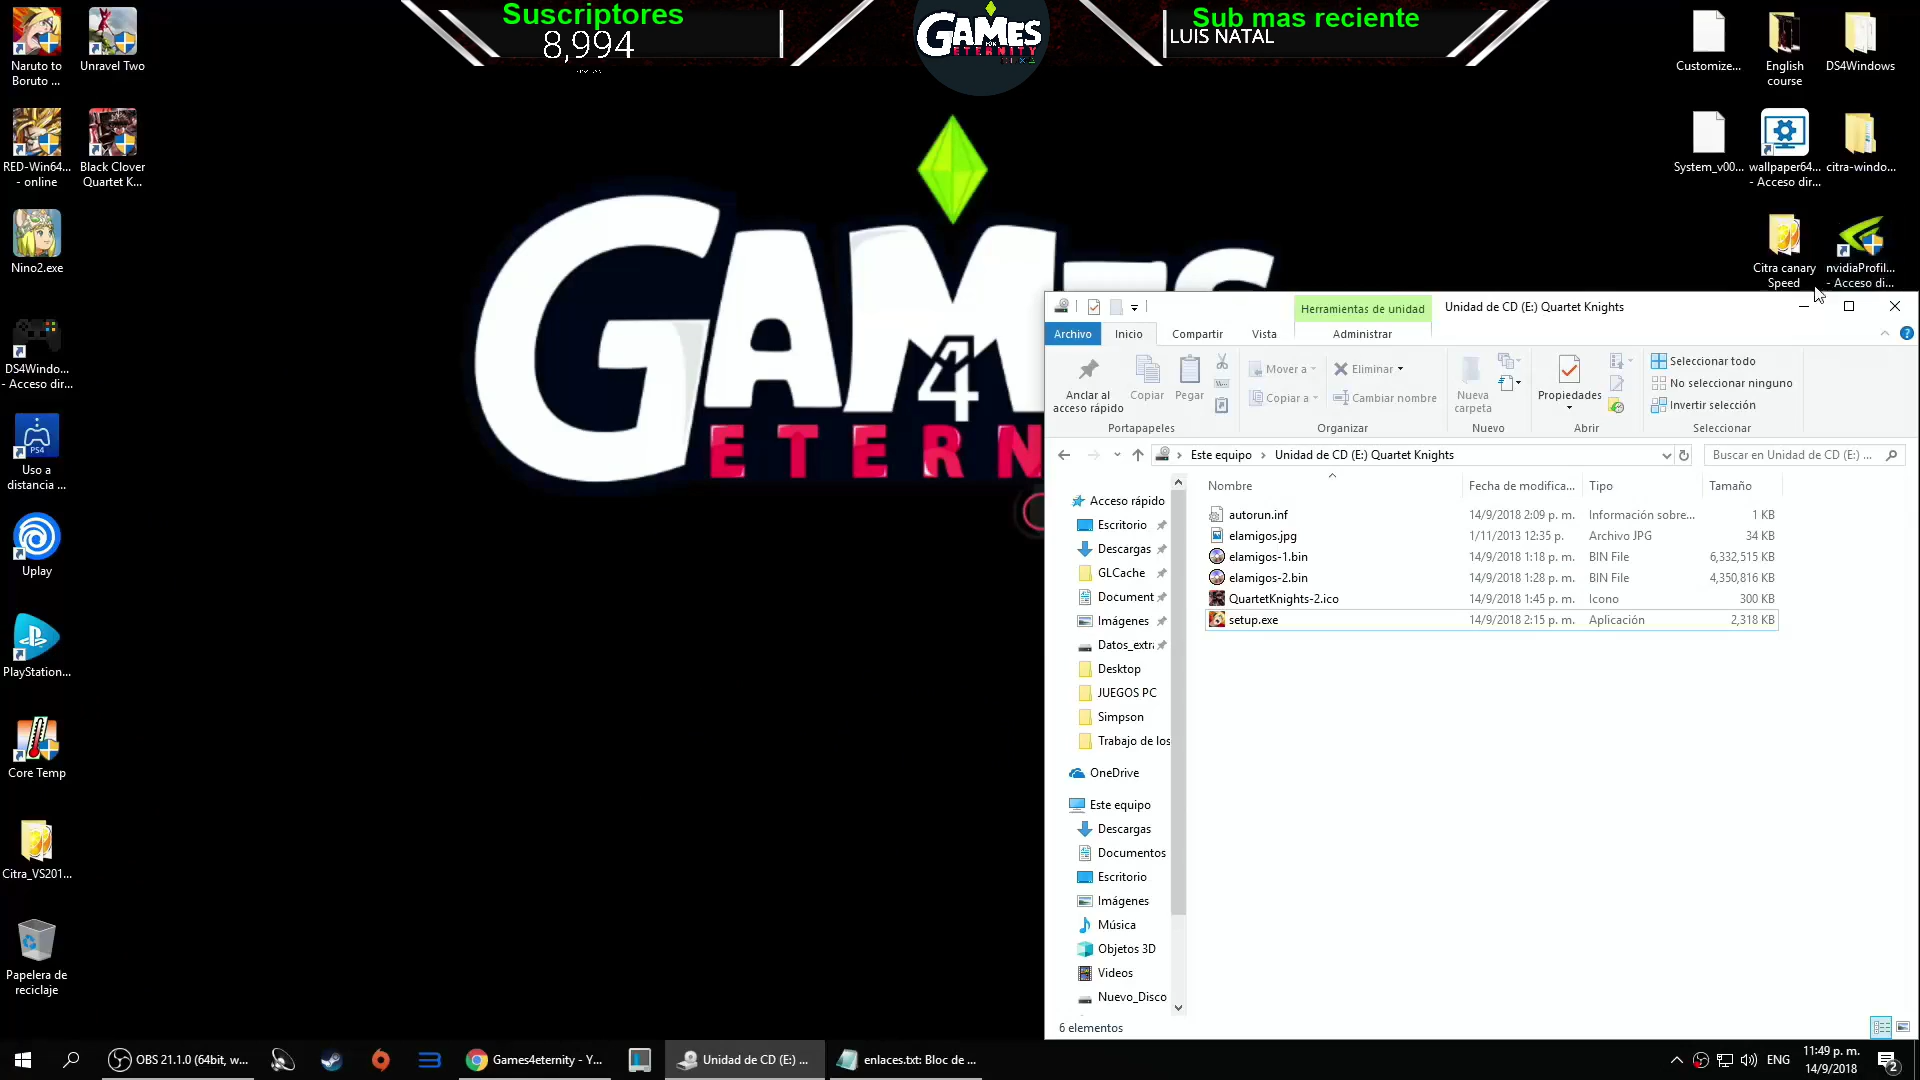 Suscriptores
8,994
GAMES
FOR
ETERNITY
Sub mas reciente
LUIS NATAL
Naruto to
Boruto ...
Unravel Two
RED-Win64...
- online
Black Clover
Quartet K...
Nino2.exe
DS4Windo...
- Acceso dir...
PS4
Uso a
distancia ...
Uplay
PlayStation...
Core Temp
Citra_VS201...
Papelera de
reciclaje
Customize...
English
course
DS4Windows
System_v00...
wallpaper64...
- Acceso dir...
citra-windo...
Citra canary
Speed
nvidiaProfil...
- Acceso di...
GAMES
4
ETERN
Herramientas de unidad
Unidad de CD (E:) Quartet Knights
Archivo
Inicio
Compartir
Vista
Administrar
Anclar al
acceso rápido
Copiar
Pegar
Mover a
Copiar a
Eliminar
Cambiar nombre
Nueva
carpeta
Propiedades
Seleccionar todo
No seleccionar ninguno
Invertir selección
Portapapeles
Organizar
Nuevo
Abrir
Seleccionar
Este equipo
Unidad de CD (E:) Quartet Knights
Buscar en Unidad de CD (E:) ...
Nombre
Fecha de modifica...
Tipo
Tamaño
autorun.inf 14/9/2018 2:09 p. m. Información sobre... 1 KB
elamigos.jpg 1/11/2013 12:35 p. Archivo JPG 34 KB
elamigos-1.bin 14/9/2018 1:18 p. m. BIN File 6,332,515 KB
elamigos-2.bin 14/9/2018 1:28 p. m. BIN File 4,350,816 KB
QuartetKnights-2.ico 14/9/2018 1:45 p. m. Icono 300 KB
setup.exe 14/9/2018 2:15 p. m. Aplicación 2,318 KB
Acceso rápido
Escritorio
Descargas
GLCache
Document
Imágenes
Datos_extr
Desktop
JUEGOS PC
Simpson
Trabajo de los
OneDrive
Este equipo
Descargas
Documentos
Escritorio
Imágenes
Música
Objetos 3D
Videos
Nuevo_Disco
6 elementos
OBS 21.1.0 (64bit, w...
Games4eternity - Y...
Unidad de CD (E:) ...
enlaces.txt: Bloc de ...
ENG
11:49 p. m.
14/9/2018
2